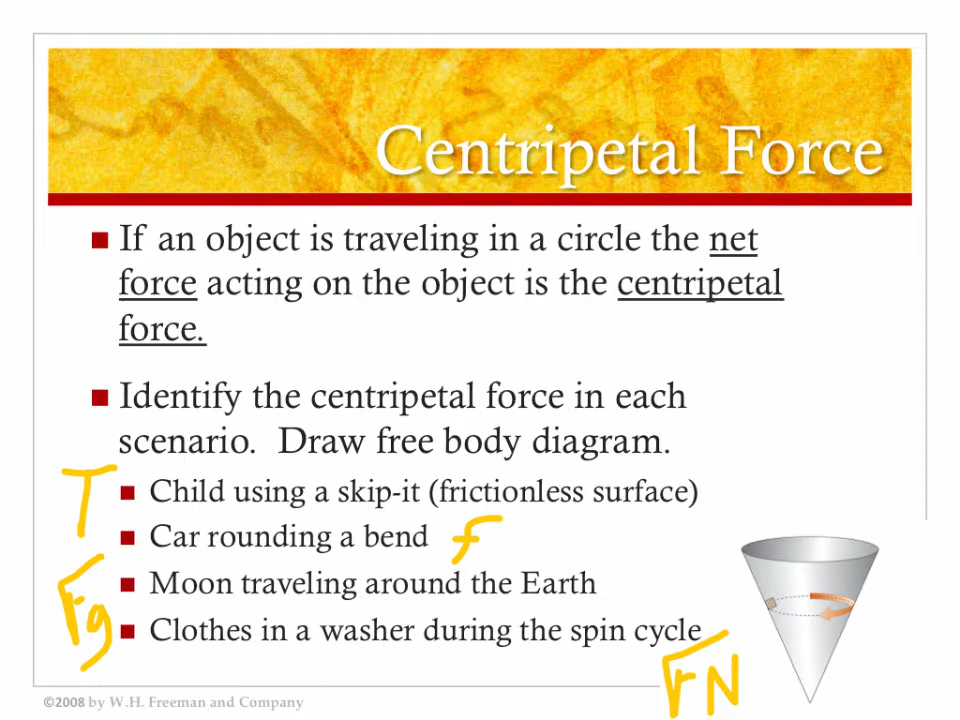 Centripetal Force
If an object is traveling in a circle the net
force acting on the object is the centripetal
force.
Identify the centripetal force in each
scenario. Draw free body diagram.
T
Child using a skip-it (frictionless surface)
Car rounding a bend f
Fg
Moon traveling around the Earth
Clothes in a washer during the spin cycle
FN
©2008 by W.H. Freeman and Company